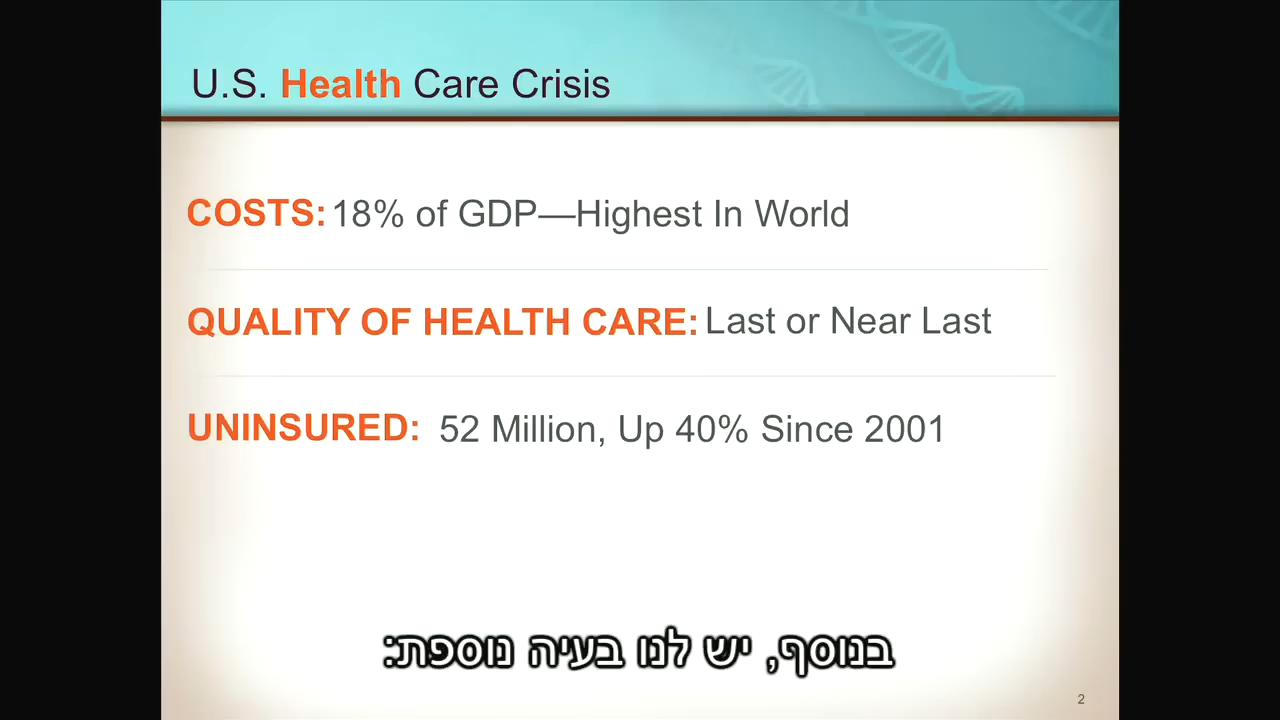 U.S. Health Care Crisis
COSTS: 18% of GDP—Highest In World
QUALITY OF HEALTH CARE: Last or Near Last
UNINSURED: 52 Million, Up 40% Since 2001
בנוסף, יש לנו בעיה נוספת:
2